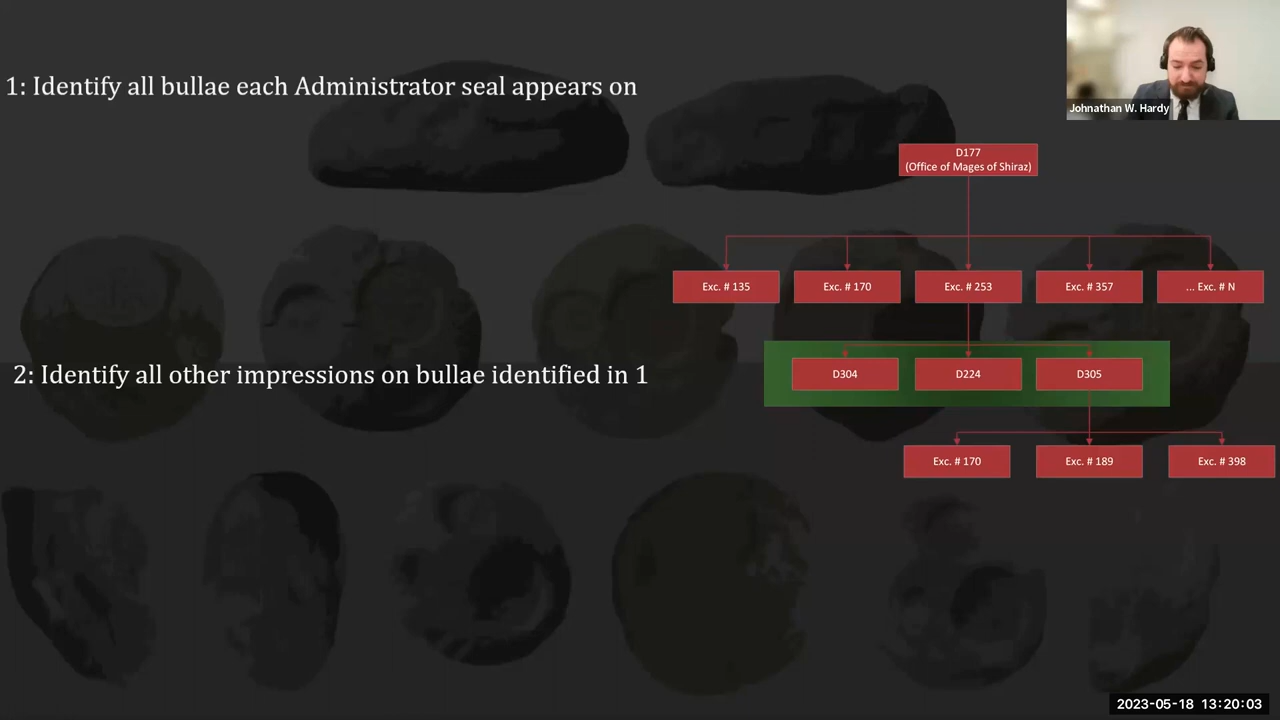 1: Identify all bullae each Administrator seal appears on
Johnathan W. Hardy
D177
(Office of Mages of Shiraz)
Exc. # 135
Exc. # 170
Exc. # 253
Exc. # 357
... Exc. # N
2: Identify all other impressions on bullae identified in 1
D304
D224
D305
Exc. # 170
Exc. # 189
Exc. # 398
2023-05-18 13:20:03